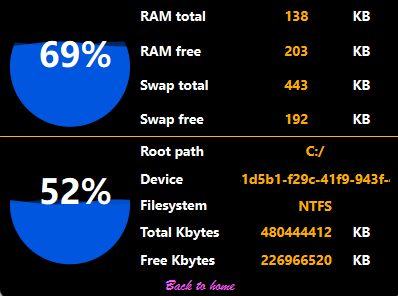 69%
RAM total 138 KB
RAM free 203 KB
Swap total 443 KB
Swap free 192 KB
52%
Root path C:/
Device 1d5b1-f29c-41f9-943f-
Filesystem NTFS
Total Kbytes 480444412 KB
Free Kbytes 226966520 KB
Back to home